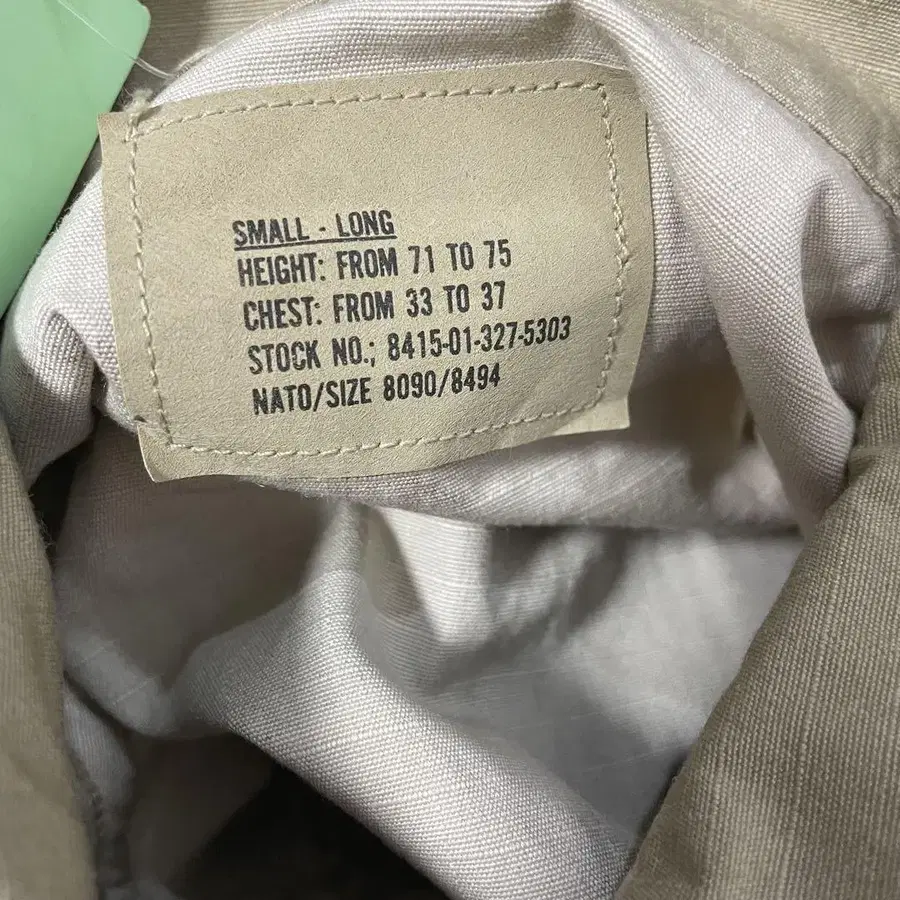 SMALL - LONG
HEIGHT: FROM 71 TO 75
CHEST: FROM 33 TO 37
STOCK NO.; 8415-01-327-5303
NATO/SIZE 8090/8494